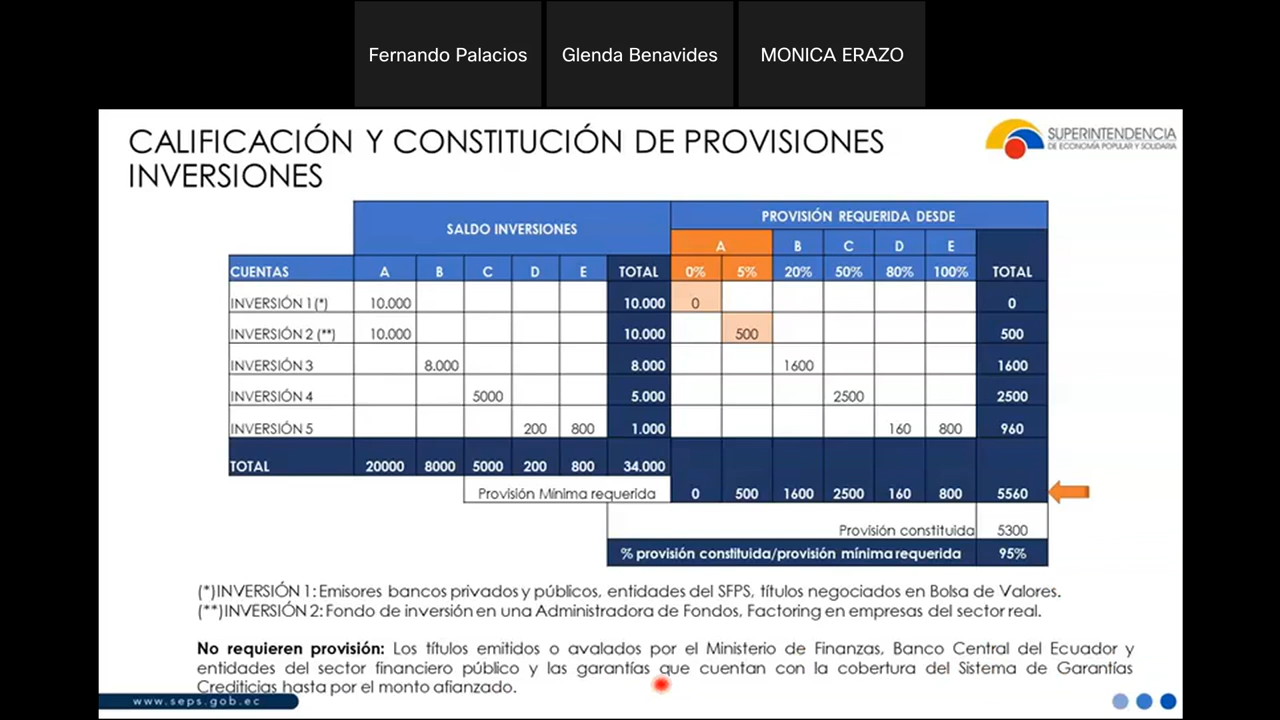 Fernando Palacios Glenda Benavides MONICA ERAZO
CALIFICACIÓN Y CONSTITUCIÓN DE PROVISIONES
INVERSIONES
SUPERINTENDENCIA
DE ECONOMÍA POPULAR Y SOLIDARIA
SALDO INVERSIONES PROVISIÓN REQUERIDA DESDE
A B C D E
CUENTAS A B C D E TOTAL 0% 5% 20% 50% 80% 100% TOTAL
INVERSIÓN 1(*) 10.000 10.000 0 0
INVERSIÓN 2 (**) 10.000 10.000 500 500
INVERSIÓN 3 8.000 8.000 1600 1600
INVERSIÓN 4 5000 5.000 2500 2500
INVERSIÓN 5 200 800 1.000 160 800 960
TOTAL 20000 8000 5000 200 800 34.000
Provisión Mínima requerida 0 500 1600 2500 160 800 5560
Provisión constituida 5300
% provisión constituida/provisión mínima requerida 95%
(*)INVERSIÓN 1: Emisores bancos privados y públicos, entidades del SFPS, títulos negociados en Bolsa de Valores.
(**)INVERSIÓN 2: Fondo de inversión en una Administradora de Fondos, Factoring en empresas del sector real.
No requieren provisión: Los títulos emitidos o avalados por el Ministerio de Finanzas, Banco Central del Ecuador y
entidades del sector financiero público y las garantías que cuentan con la cobertura del Sistema de Garantías
Crediticias hasta por el monto afianzado.
www.seps.gob.ec